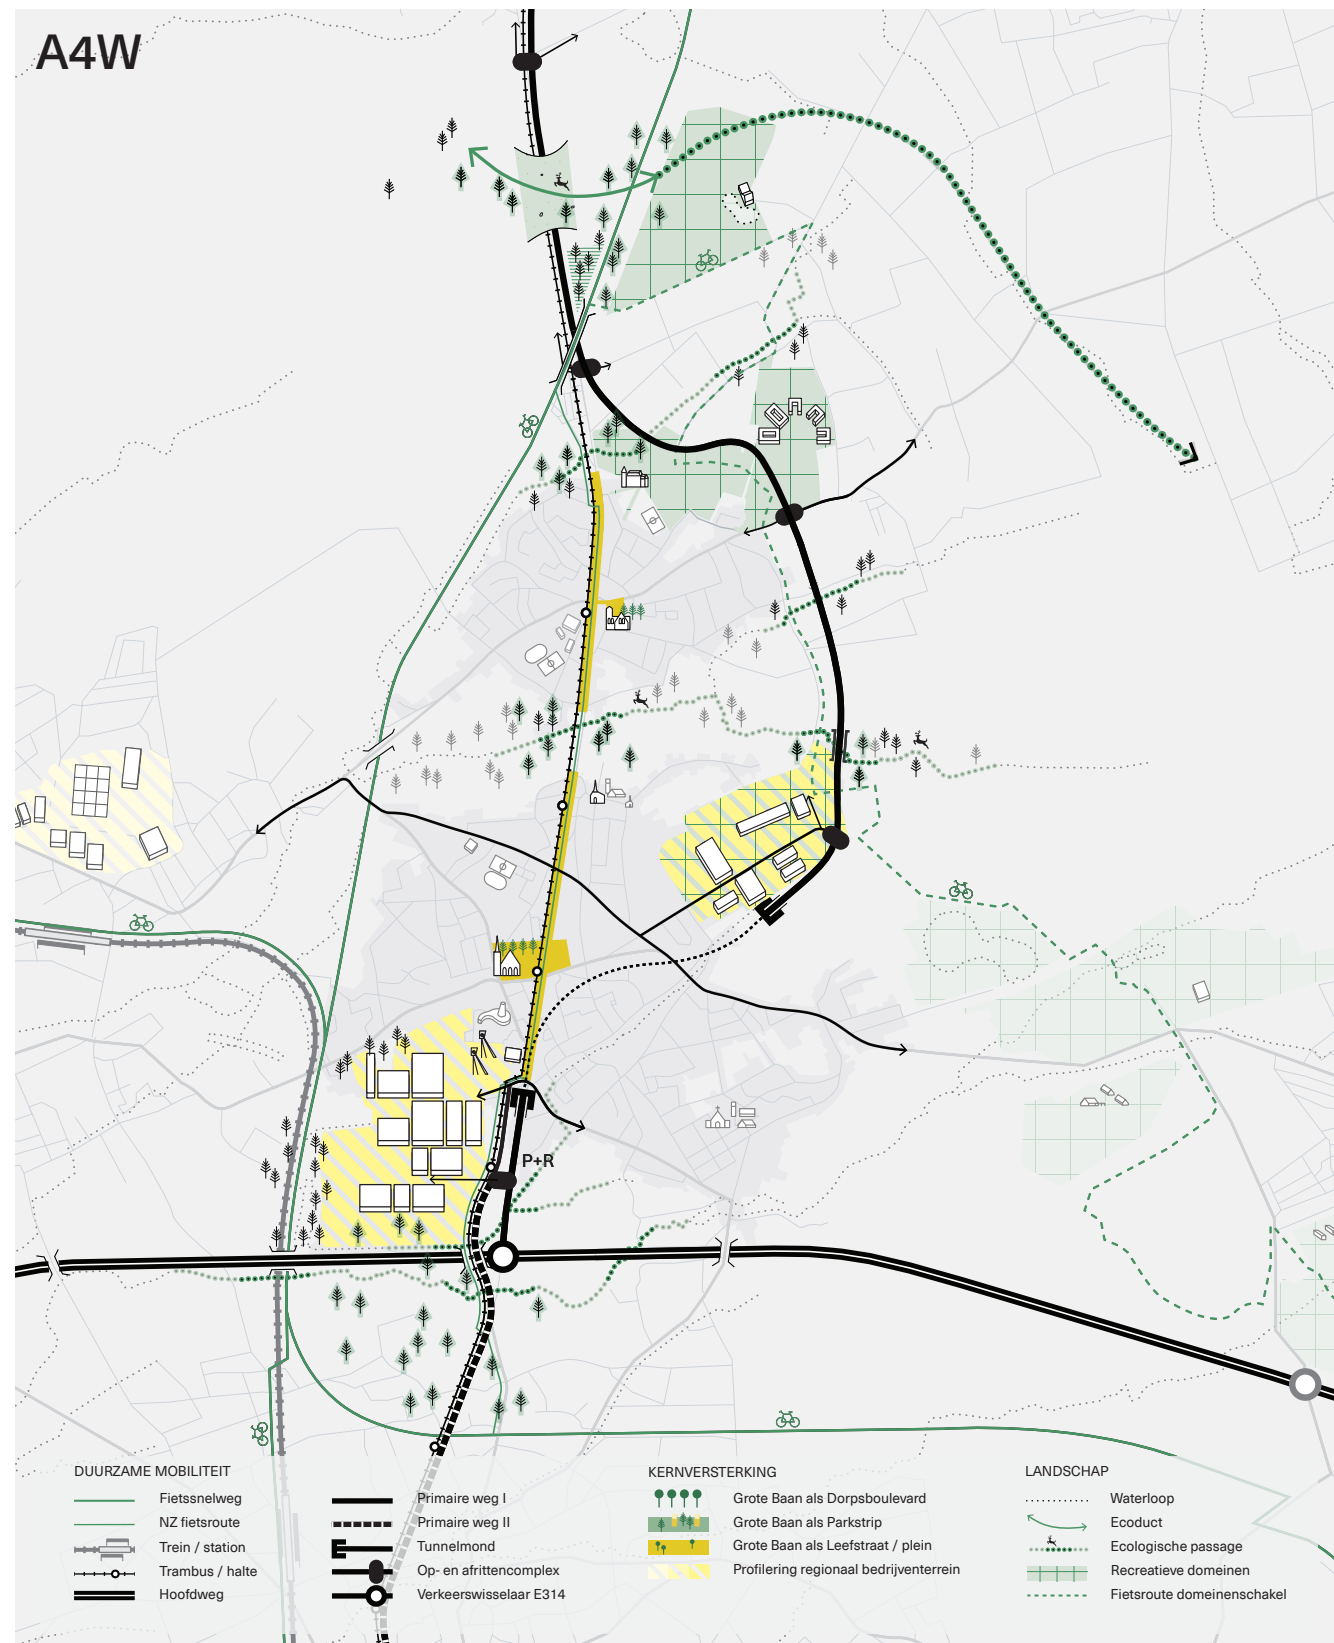 A4W
P+R
DUURZAME MOBILITEIT
Fietssnelweg
NZ fietsroute
Trein / station
Trambus / halte
Hoofdweg
Primaire weg I
Primaire weg II
Tunnelmond
Op- en afrittencomplex
Verkeerswisselaar E314
KERNVERSTERKING
Grote Baan als Dorpsboulevard
Grote Baan als Parkstrip
Grote Baan als Leefstraat / plein
Profilering regionaal bedrijventerrein
LANDSCHAP
Waterloop
Ecoduct
Ecologische passage
Recreatieve domeinen
Fietsroute domeinenschakel